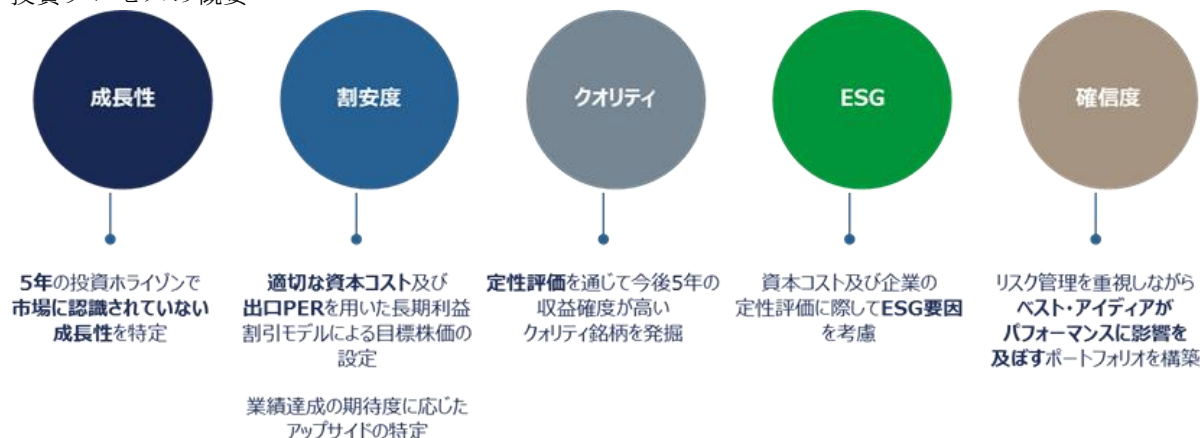 投資プロセスの概要
成長性
割安度
クオリティ
ESG
確信度
5年の投資ホライゾンで
市場に認識されていない
成長性を特定
適切な資本コスト及び
出口PERを用いた長期利益
割引モデルによる目標株価の
設定
業績達成の期待度に応じた
アップサイドの特定
定性評価を通じて今後5年の
収益確度が高い
クォリティ銘柄を発掘
資本コスト及び企業の
定性評価に際してESG要因
を考慮
リスク管理を重視しながら
ベスト・アイディアが
パフォーマンスに影響を
及ぼすポートフォリオを構築